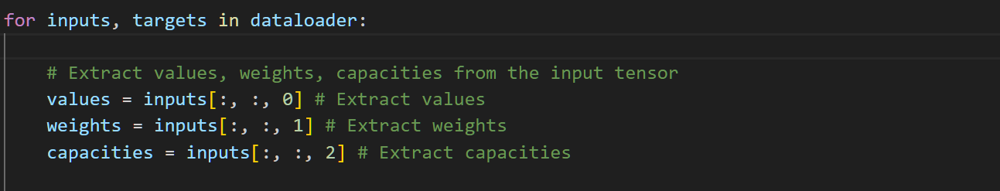 for inputs, targets in dataloader:
# Extract values, weights, capacities from the input tensor
values = inputs[:, :, 0] # Extract values
weights = inputs[:, :, 1] # Extract weights
capacities = inputs[:, :, 2] # Extract capacities